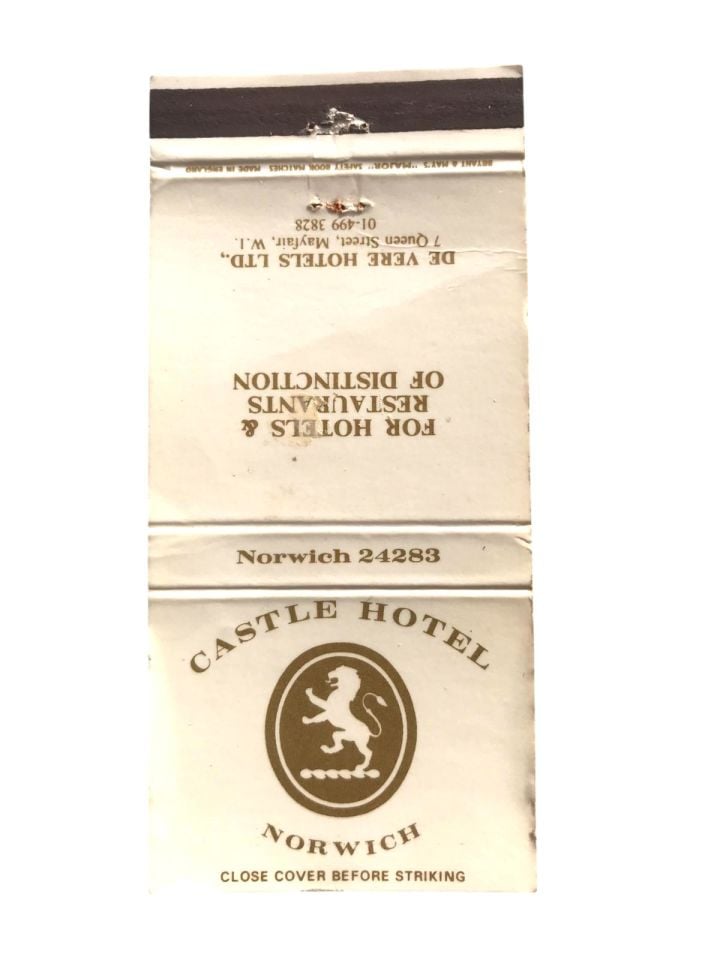 BRYANT & MAY'S "MAJOR" SAFETY BOOK MATCHES MADE IN ENGLAND
FOR HOTELS &
RESTAURANTS
OF DISTINCTION
DE VERE HOTELS LTD.,
7 Queen Street, Mayfair, W.1.
01-499 3828
Norwich 24283
CASTLE HOTEL
NORWICH
CLOSE COVER BEFORE STRIKING